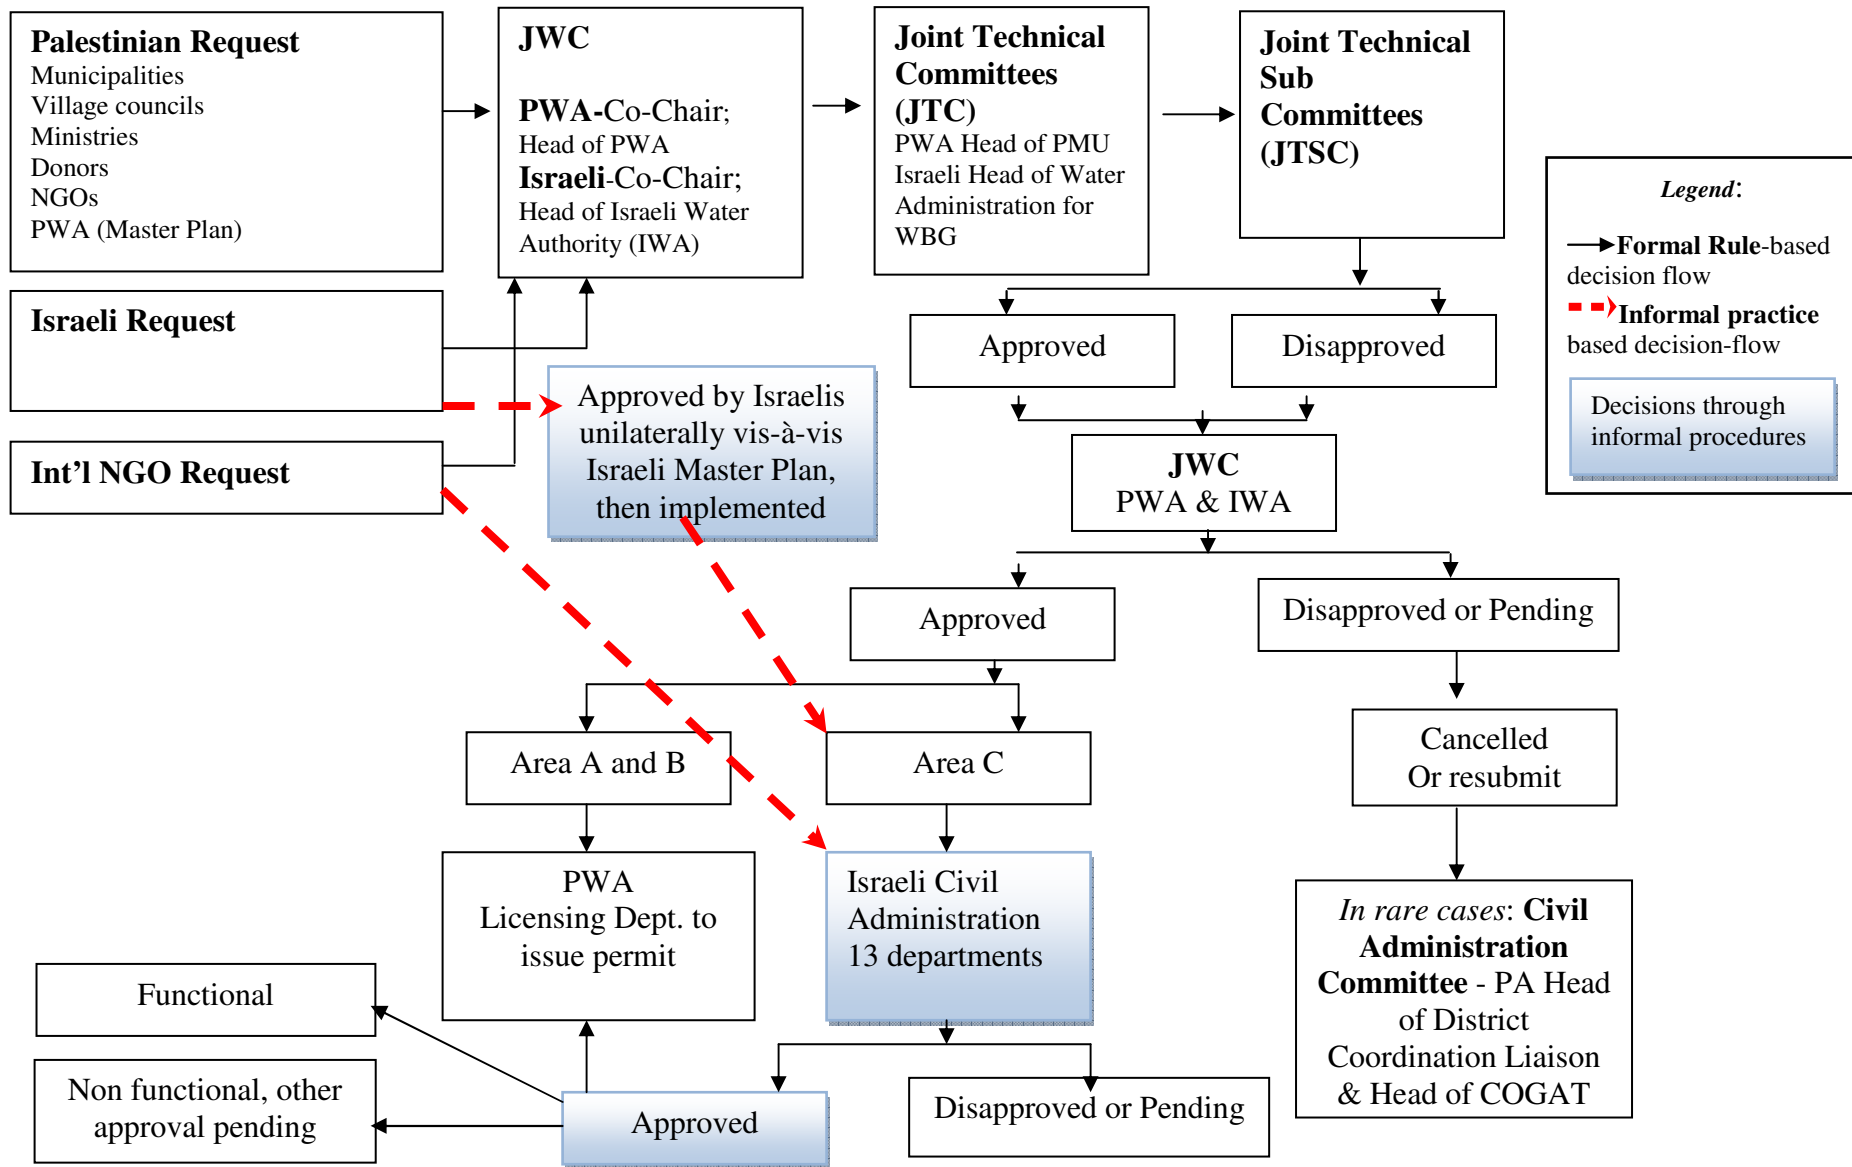 Palestinian Request
Municipalities
Village councils
Ministries
Donors
NGOs
PWA (Master Plan)
JWC
PWA-Co-Chair;
Head of PWA
Israeli-Co-Chair;
Head of Israeli Water
Authority (IWA)
Joint Technical
Committees
(JTC)
PWA Head of PMU
Israeli Head of Water
Administration for
WBG
Joint Technical
Sub
Committees
(JTSC)
Legend:
Formal Rule-based
decision flow
Informal practice
based decision-flow
Decisions through
informal procedures
Israeli Request
Int'l NGO Request
Approved by Israelis
unilaterally vis-à-vis
Israeli Master Plan,
then implemented
Approved
Disapproved
JWC
PWA & IWA
Approved
Disapproved or Pending
Area A and B
Area C
Cancelled
Or resubmit
PWA
Licensing Dept. to
issue permit
Israeli Civil
Administration
13 departments
In rare cases: Civil
Administration
Committee - PA Head
of District
Coordination Liaison
& Head of COGAT
Functional
Non functional, other
approval pending
Approved
Disapproved or Pending